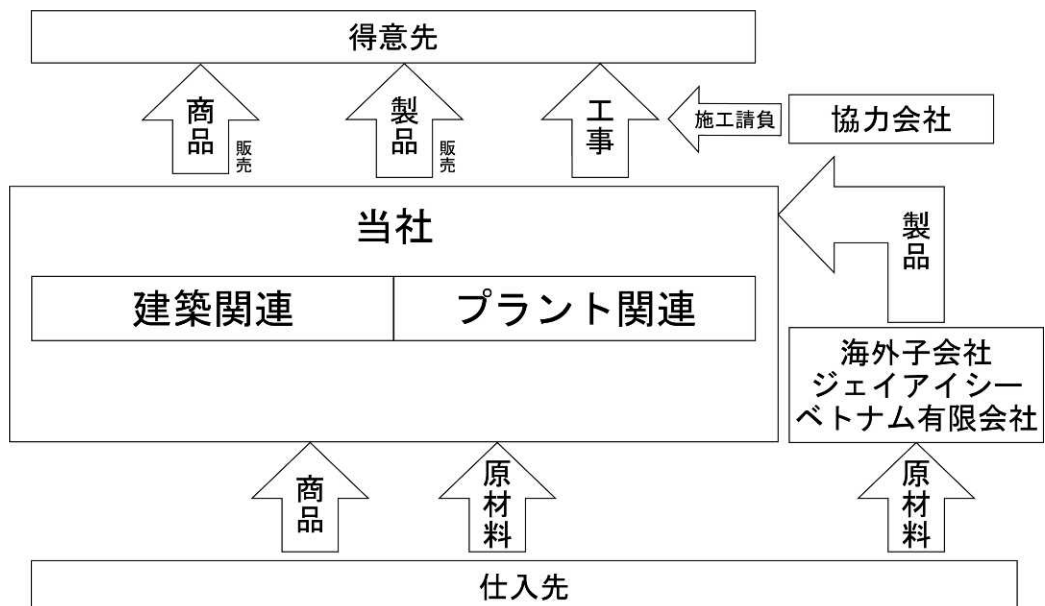 得意先
商品
販売
製品
販売
工事
施工請負
協力会社
当社
製品
建築関連
プラント関連
海外子会社
ジェイアイシー
ベトナム有限会社
商品
原材料
原材料
仕入先